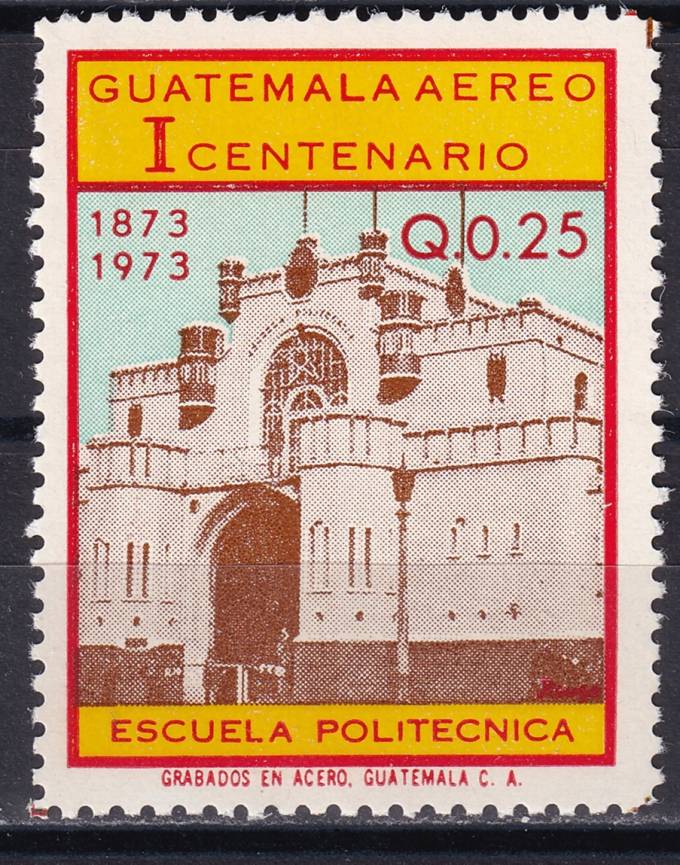 GUATEMALA AEREO
I CENTENARIO
1873
1973
Q.0.25
ESCUELA POLITECNICA
GRABADOS EN ACERO, GUATEMALA C. A.